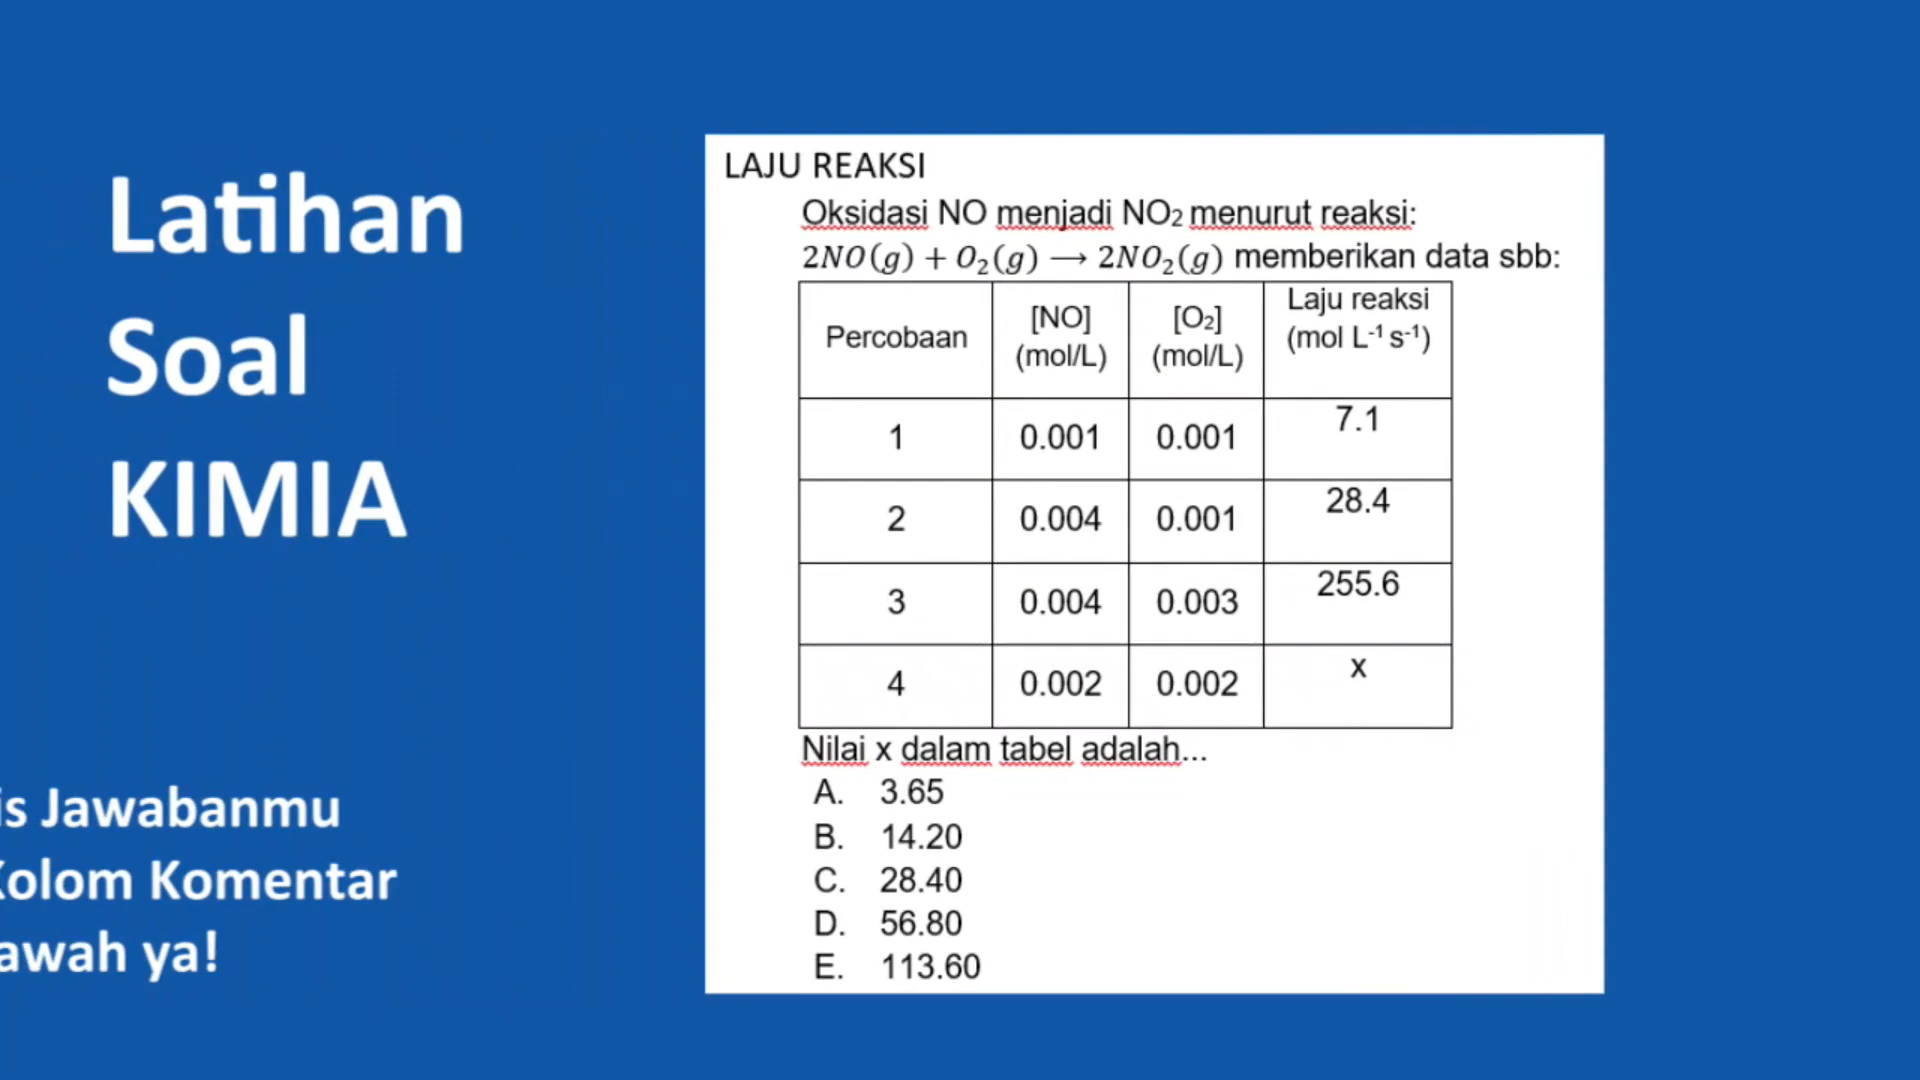 Latihan
Soal
KIMIA
is Jawabanmu
Kolom Komentar
awah ya!
LAJU REAKSI
Oksidasi NO menjadi NO₂ menurut reaksi:
2NO(g) + O₂(g) ⟶ 2NO₂(g) memberikan data sbb:
Percobaan [NO] (mol/L) [O₂] (mol/L) Laju reaksi (mol L⁻¹ s⁻¹)
1 0.001 0.001 7.1
2 0.004 0.001 28.4
3 0.004 0.003 255.6
4 0.002 0.002 x
Nilai x dalam tabel adalah...
A. 3.65
B. 14.20
C. 28.40
D. 56.80
E. 113.60